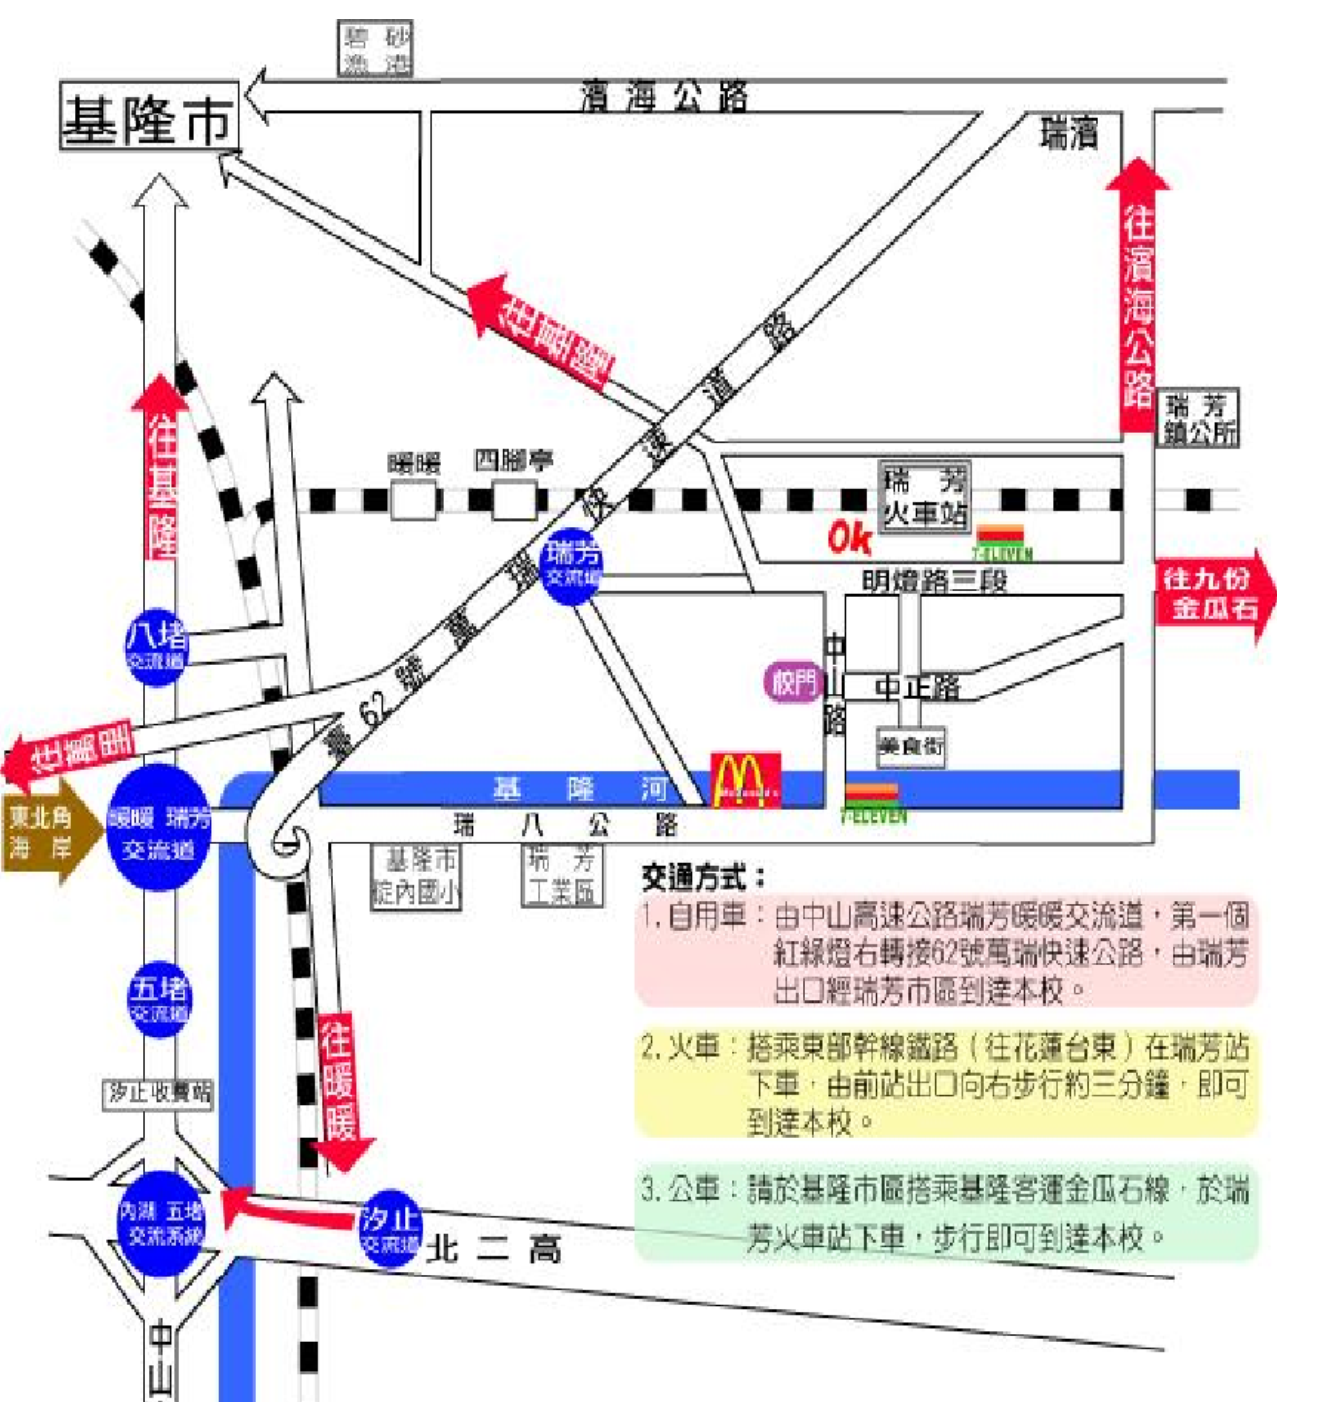 碧砂
漁港
基隆市
濱海公路
瑞濱
往濱海公路
往基隆
瑞芳
鎮公所
往基隆
暖暖
四腳亭
瑞芳
火車站
Ok
7-ELEVEN
瑞芳
交流道
明燈路三段
往九份
金瓜石
八堵
交流道
臺62號萬瑞快速道路
中山路
校門
中正路
美食街
McDonald's
基隆河
7-ELEVEN
瑞八公路
東北角
海岸
暖暖 瑞芳
交流道
基隆市
碇內國小
瑞芳
工業區
五堵
交流道
往暖暖
汐止收費站
內湖 五堵
交流系統
汐止
交流道
北二高
中山
交通方式：
1.自用車：由中山高速公路瑞芳暖暖交流道，第一個
紅綠燈右轉接62號萬瑞快速公路，由瑞芳
出口經瑞芳市區到達本校。
2.火車：搭乘東部幹線鐵路（往花蓮台東）在瑞芳站
下車，由前站出口向右步行約三分鐘，即可
到達本校。
3.公車：請於基隆市區搭乘基隆客運金瓜石線，於瑞
芳火車站下車，步行即可到達本校。